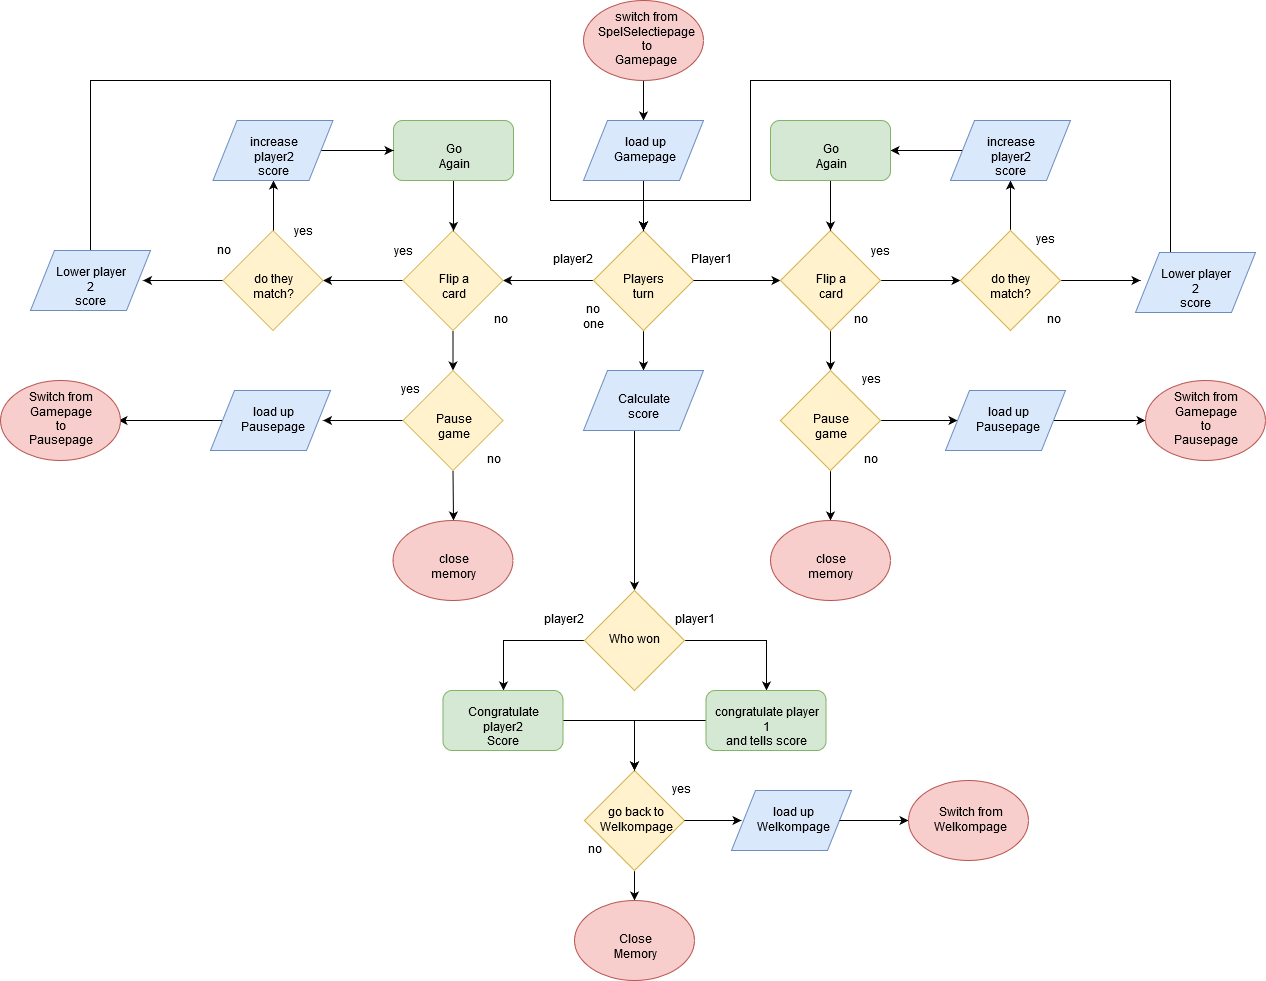 switch from
SpelSelectiepage
to
Gamepage
increase
player2
score
Go
Again
load up
Gamepage
Go
Again
increase
player2
score
no
yes
yes
player2
Player1
yes
yes
Lower player
2
score
do they
match?
Flip a
card
Players
turn
Flip a
card
do they
match?
Lower player
2
score
no
no
one
no
no
Switch from
Gamepage
to
Pausepage
load up
Pausepage
yes
Pause
game
no
Calculate
score
yes
Pause
game
no
load up
Pausepage
Switch from
Gamepage
to
Pausepage
close
memory
close
memory
player2
player1
Who won
Congratulate
player2
Score
congratulate player
1
and tells score
yes
go back to
Welkompage
no
load up
Welkompage
Switch from
Welkompage
Close
Memory